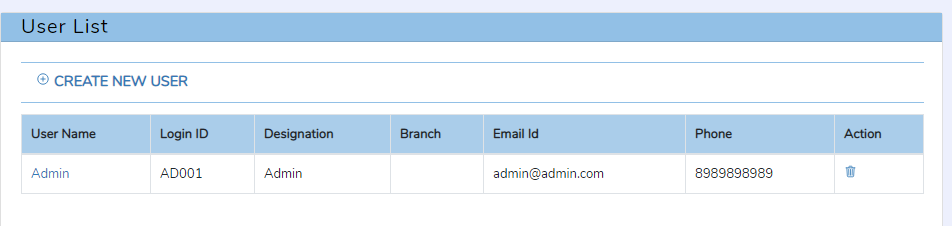 User List
CREATE NEW USER
User Name Login ID Designation Branch Email Id Phone Action
Admin AD001 Admin admin@admin.com 8989898989